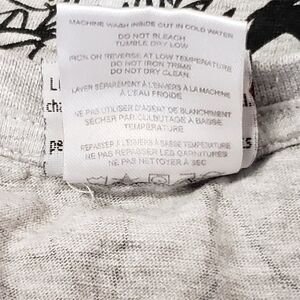 MACHINE WASH INSIDE OUT IN COLD WATER
DO NOT BLEACH
TUMBLE DRY LOW
IRON ON REVERSE AT LOW TEMPERATURE
DO NOT IRON TRIMS
DO NOT DRY CLEAN.
LAVER SÉPARÉMENT À L'ENVERS À LA MACHINE
À L'EAU FROIDE
NE PAS UTILISER D'AGENT DE BLANCHIMENT
SÉCHER PAR CULBUTAGE À BASSE
TEMPÉRATURE
REPASSER À L'ENVERS À BASSE TEMPÉRATURE
NE PAS REPASSER LES GARNITURES
NE PAS NETTOYER À SEC